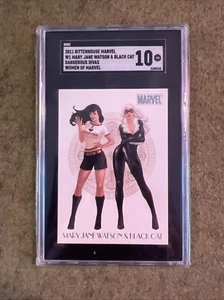 2011 RITTENHOUSE MARVEL
W1 MARY JANE WATSON & BLACK CAT
DANGEROUS DIVAS
WOMEN OF MARVEL
10
MARVEL
MARY JANE WATSON & BLACK CAT